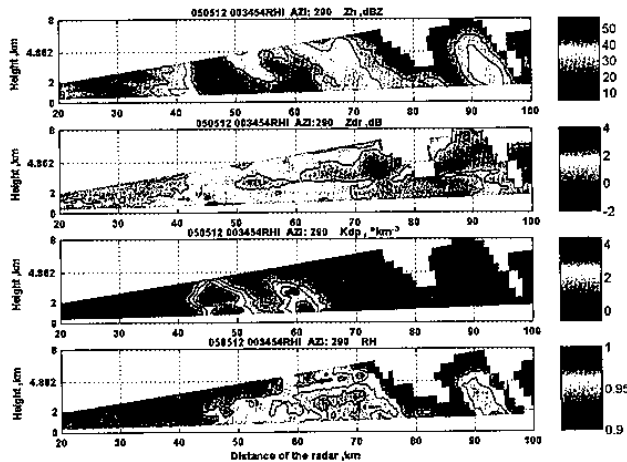 050512 003454RHI AZI: 290 Zh ,dBZ
Height ,km
8
4.862
2
0
20 30 40 50 60 70 80 90 100
50
40
30
20
10
050512 003454RHI AZI:290 Zdr,dB
Height ,km
8
4.862
2
0
20 30 40 50 60 70 80 90 100
4
2
0
-2
050512 003454RHI AZI: 290 Kdp , °km-3
Height ,km
8
4.862
2
0
20 30 40 50 60 70 80 90 100
4
2
0
050512 003454RHI AZI: 290 RH
Height ,km
8
4.862
2
0
20 30 40 50 60 70 80 90 100
1
0.95
0.9
Distance of the radar ,km